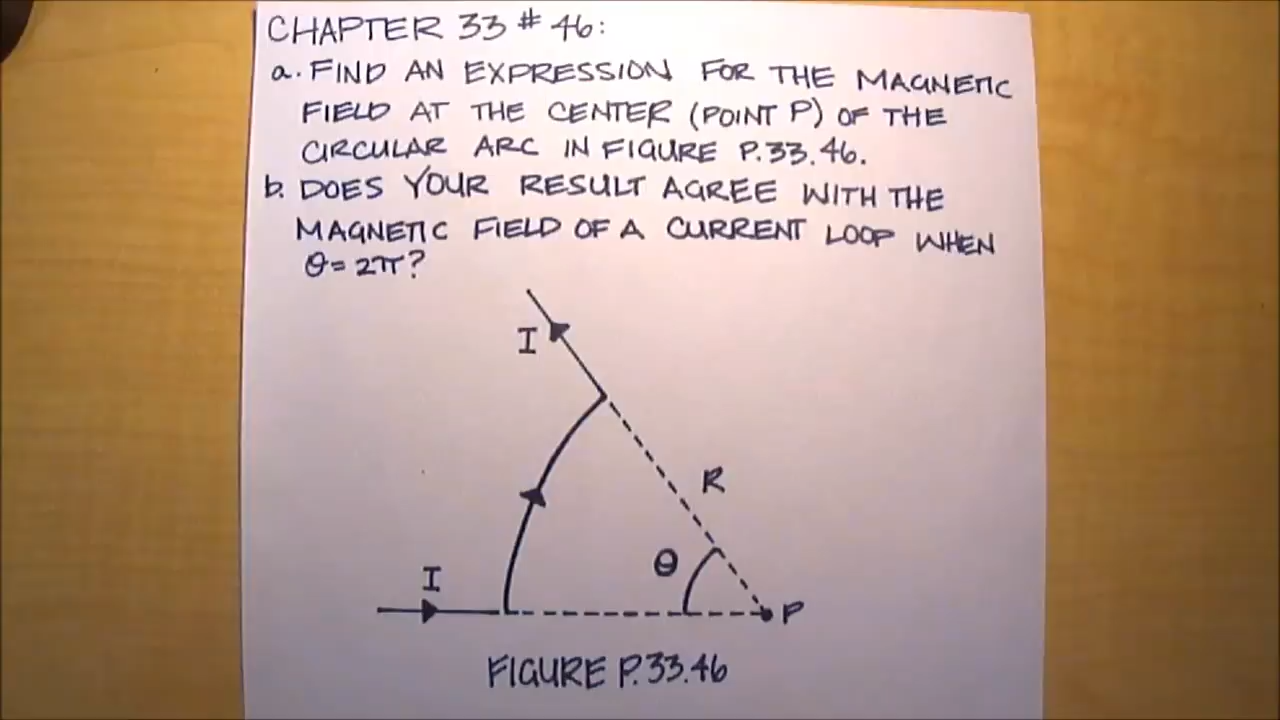 CHAPTER 33 # 46:
a. FIND AN EXPRESSION FOR THE MAGNETIC
FIELD AT THE CENTER (POINT P) OF THE
CIRCULAR ARC IN FIGURE P.33.46.
b. DOES YOUR RESULT AGREE WITH THE
MAGNETIC FIELD OF A CURRENT LOOP WHEN
θ = 2π?
I
R
θ
I
P
FIGURE P.33.46